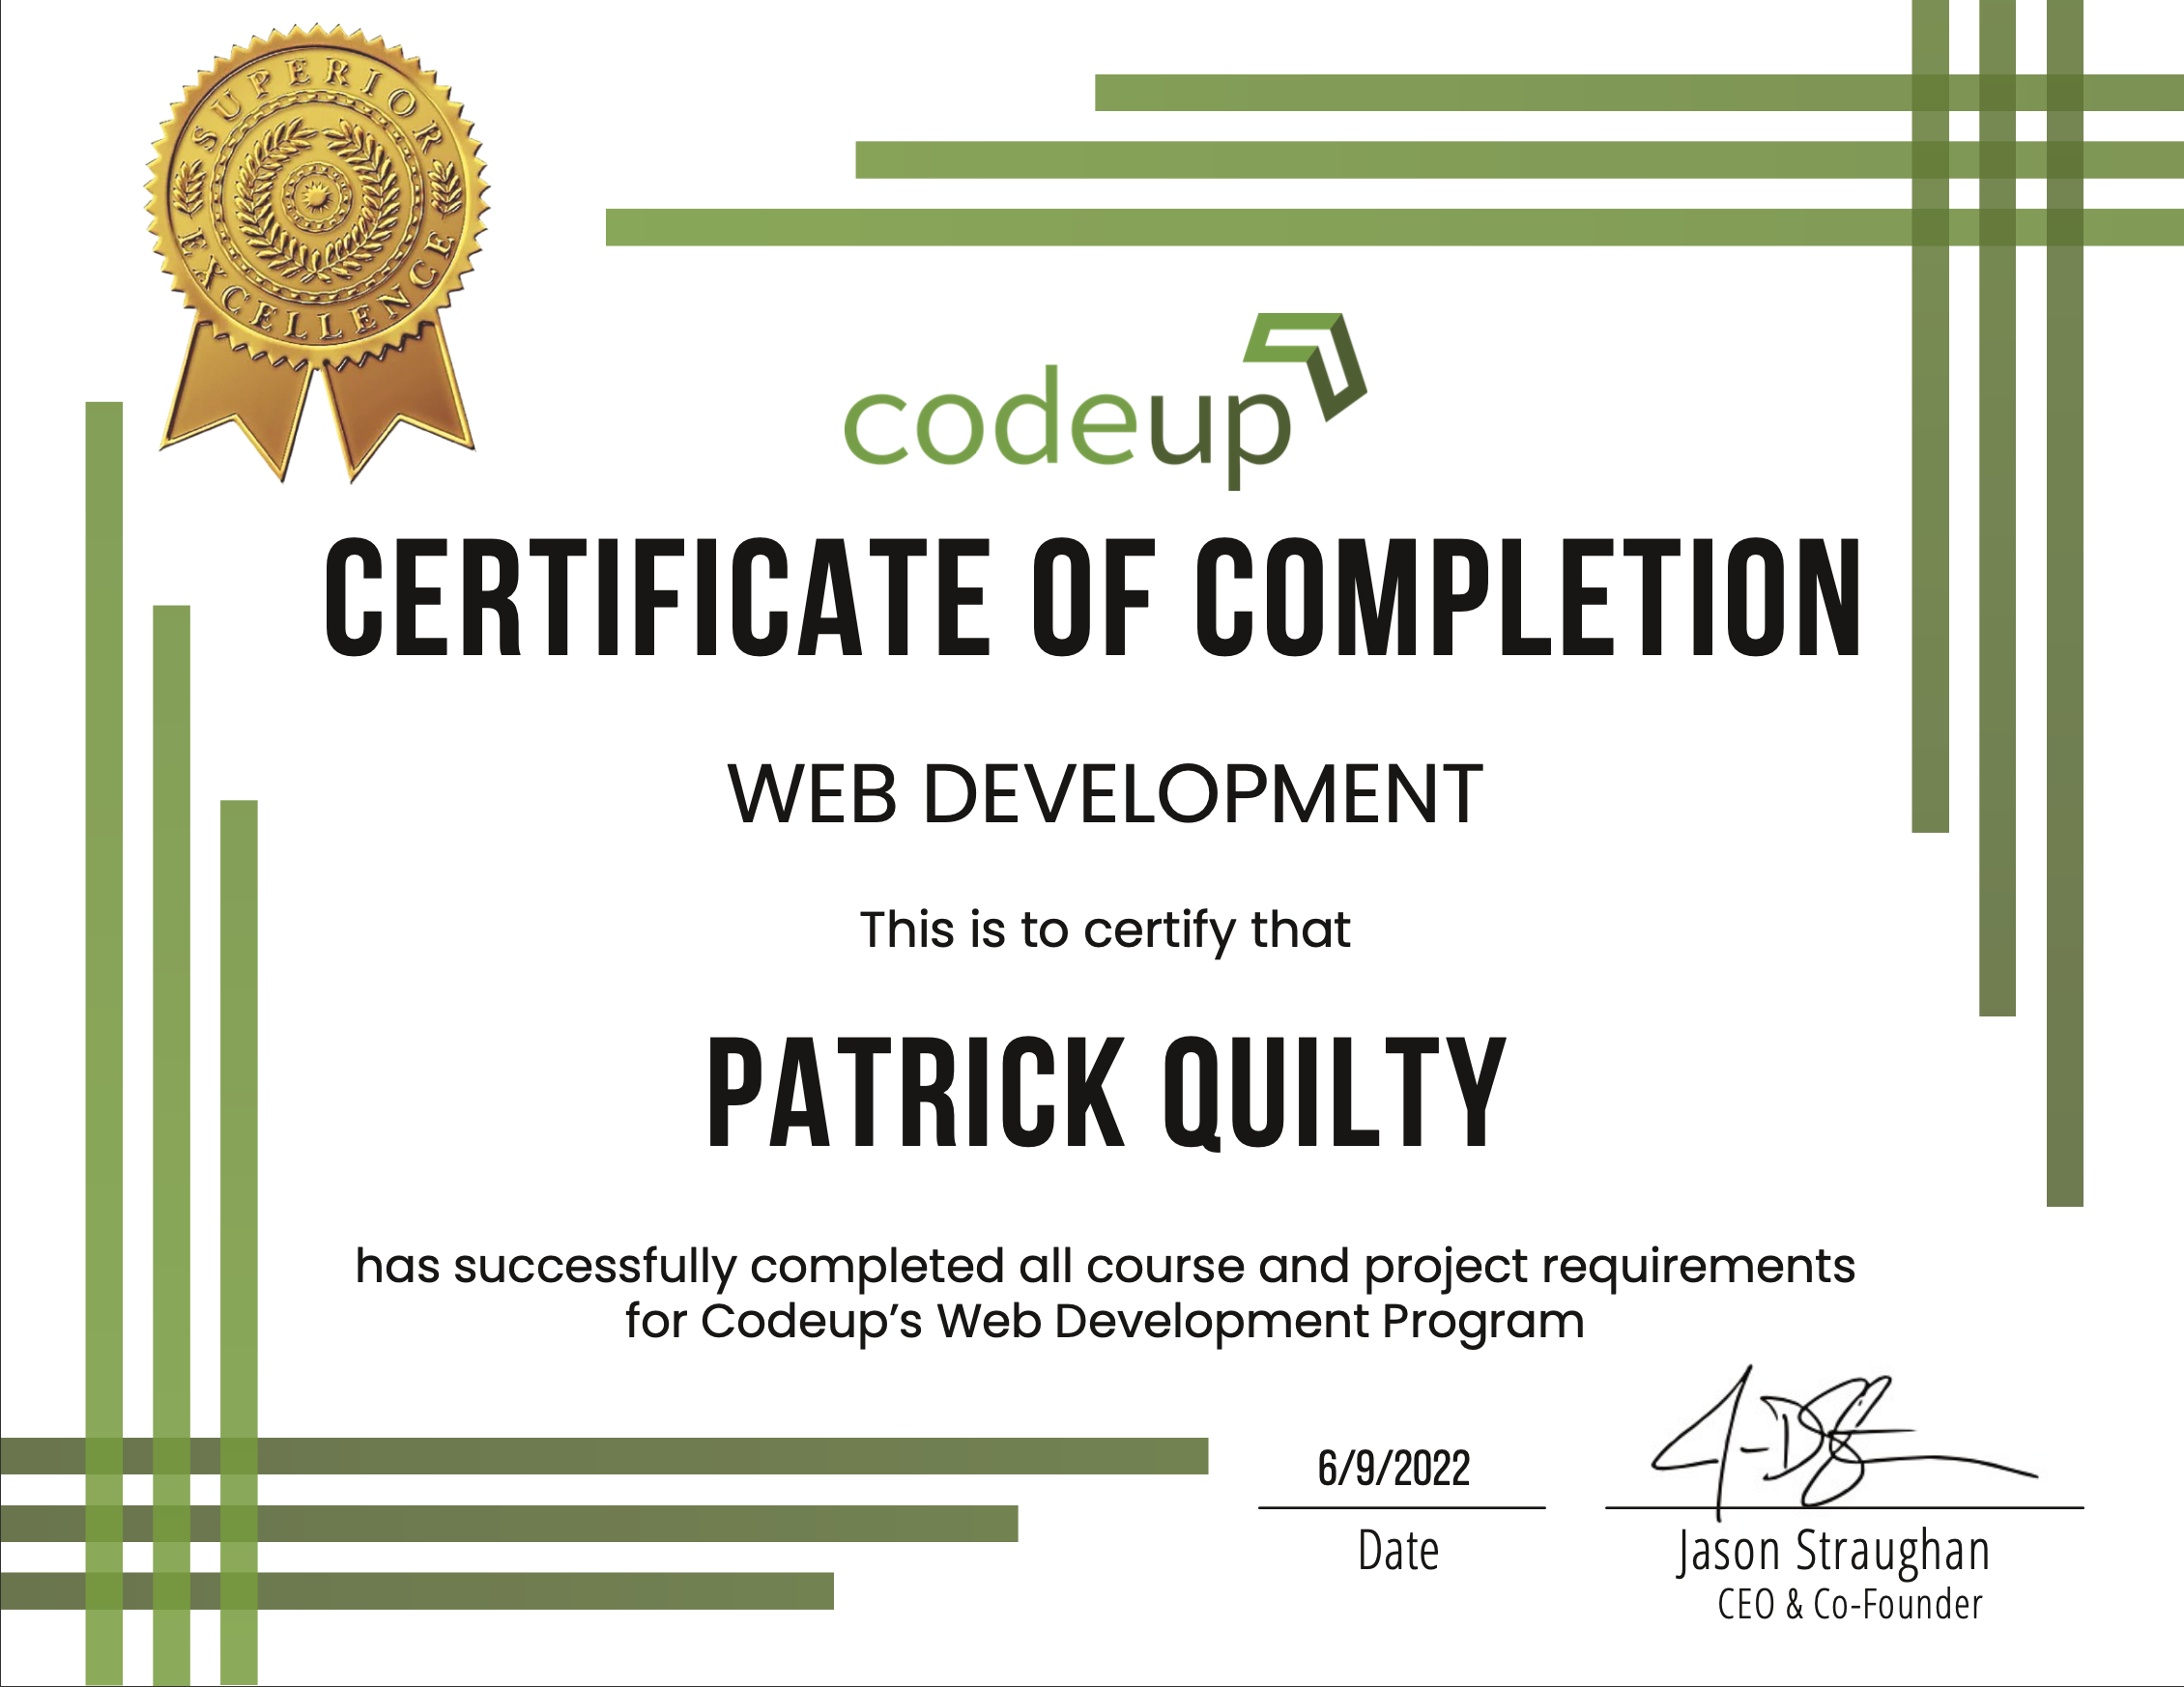 SUPERIOR
EXCELLENCE
codeup
CERTIFICATE OF COMPLETION
WEB DEVELOPMENT
This is to certify that
PATRICK QUILTY
has successfully completed all course and project requirements
for Codeup’s Web Development Program
6/9/2022
Date
Jason Straughan
CEO & Co-Founder